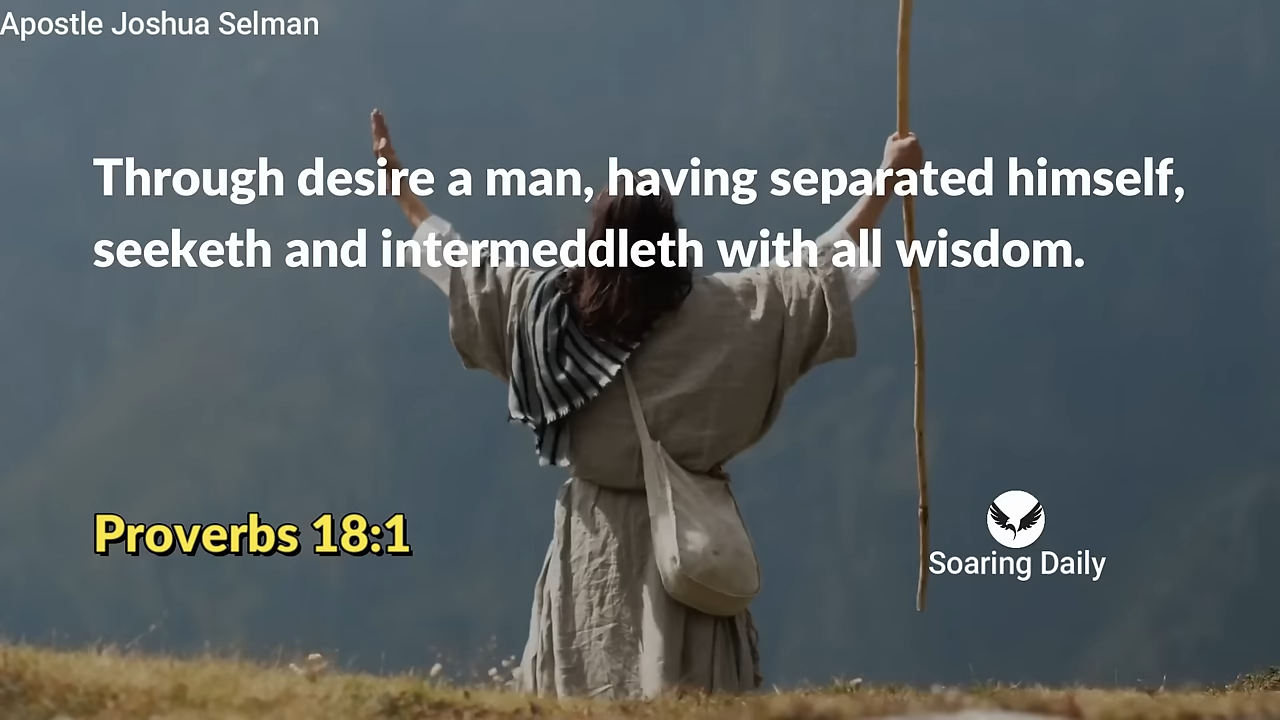 Apostle Joshua Selman
Through desire a man, having separated himself,
seeketh and intermeddleth with all wisdom.
Proverbs 18:1
Soaring Daily